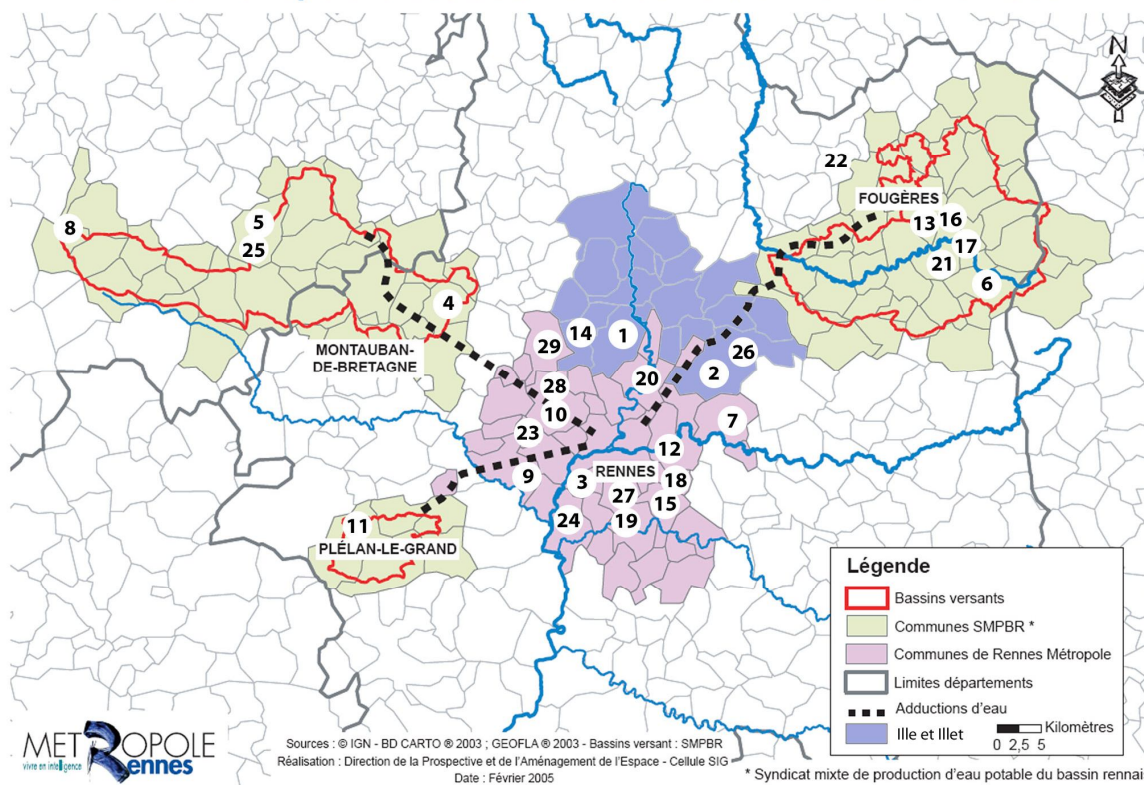 N
22
FOUGÈRES
8
5
13
16
25
17
21
6
4
29
14
1
26
MONTAUBAN-
DE-BRETAGNE
20
2
28
10
7
23
12
RENNES
9
3
18
27
15
11
24
19
PLÉLAN-LE-GRAND
Légende
Bassins versants
Communes SMPBR *
Communes de Rennes Métropole
Limites départements
Adductions d'eau
Kilomètres
Ille et Illet
0 2,5 5
METROPOLE
Rennes
vivre en intelligence
Sources : © IGN - BD CARTO ® 2003 ; GEOFLA ® 2003 - Bassins versant : SMPBR
Réalisation : Direction de la Prospective et de l'Aménagement de l'Espace - Cellule SIG
Date : Février 2005
* Syndicat mixte de production d'eau potable du bassin rennai